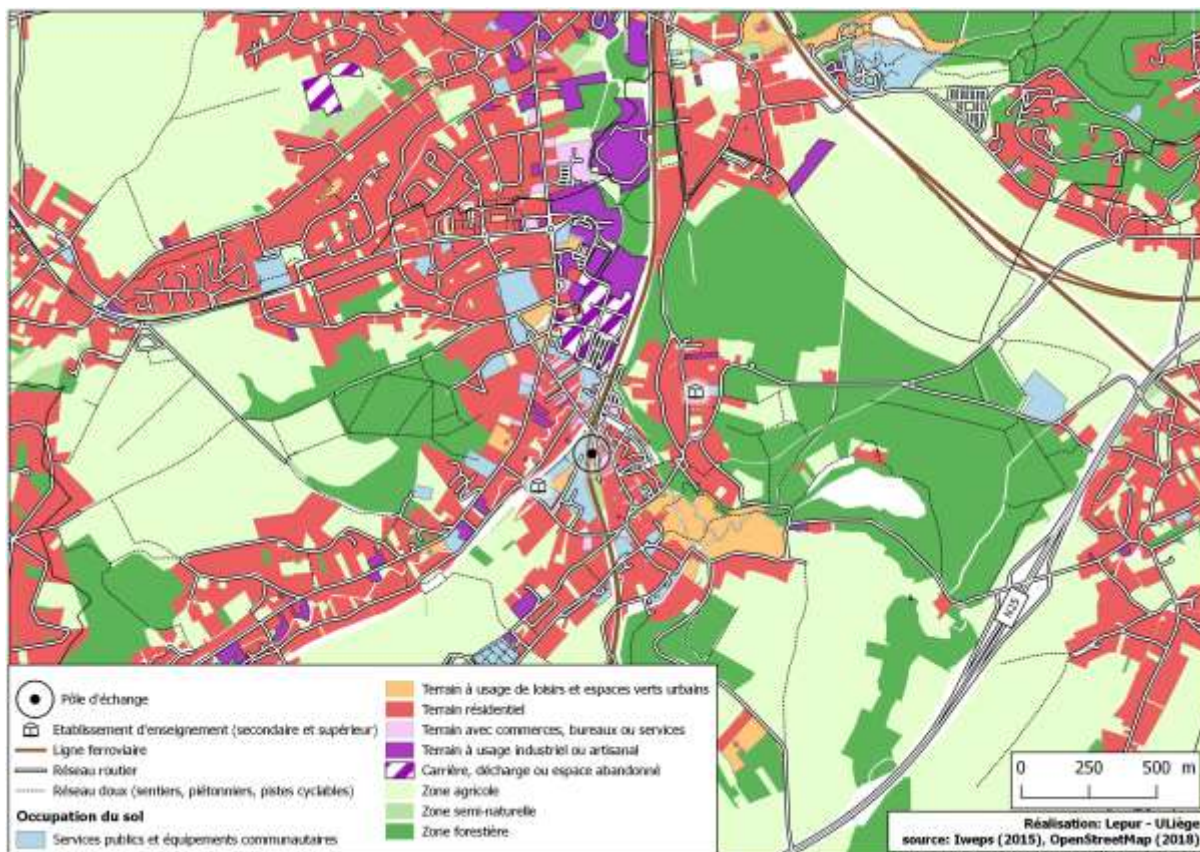 N25
Pôle d'échange
Etablissement d'enseignement (secondaire et supérieur)
Ligne ferroviaire
Réseau routier
Réseau doux (sentiers, piétonniers, pistes cyclables)
Occupation du sol
Services publics et équipements communautaires
Terrain à usage de loisirs et espaces verts urbains
Terrain résidentiel
Terrain avec commerces, bureaux ou services
Terrain à usage industriel ou artisanal
Carrière, décharge ou espace abandonné
Zone agricole
Zone semi-naturelle
Zone forestière
0 250 500 m
Réalisation: Lepur - ULiège
source: Iweps (2015), OpenStreetMap (2018)